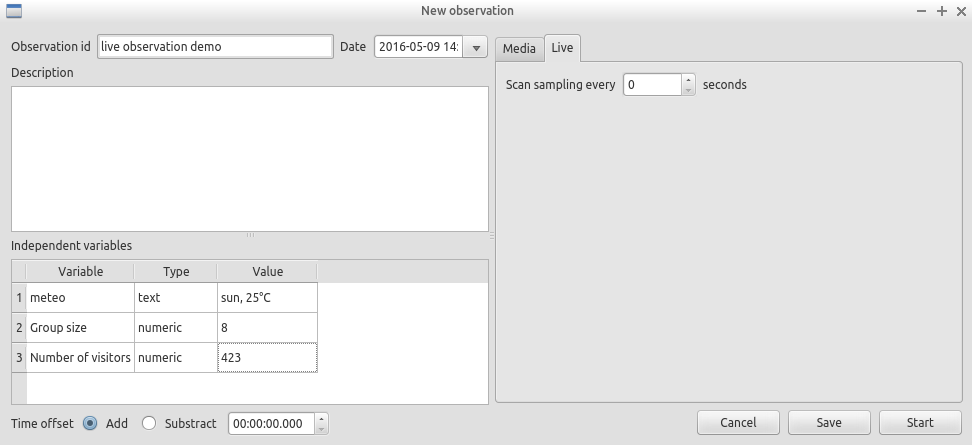 New observation
Observation id live observation demo Date 2016-05-09 14:
Description
Independent variables
Variable Type Value
1 meteo text sun, 25°C
2 Group size numeric 8
3 Number of visitors numeric 423
Time offset Add Substract 00:00:00.000
Media Live
Scan sampling every 0 seconds
Cancel Save Start